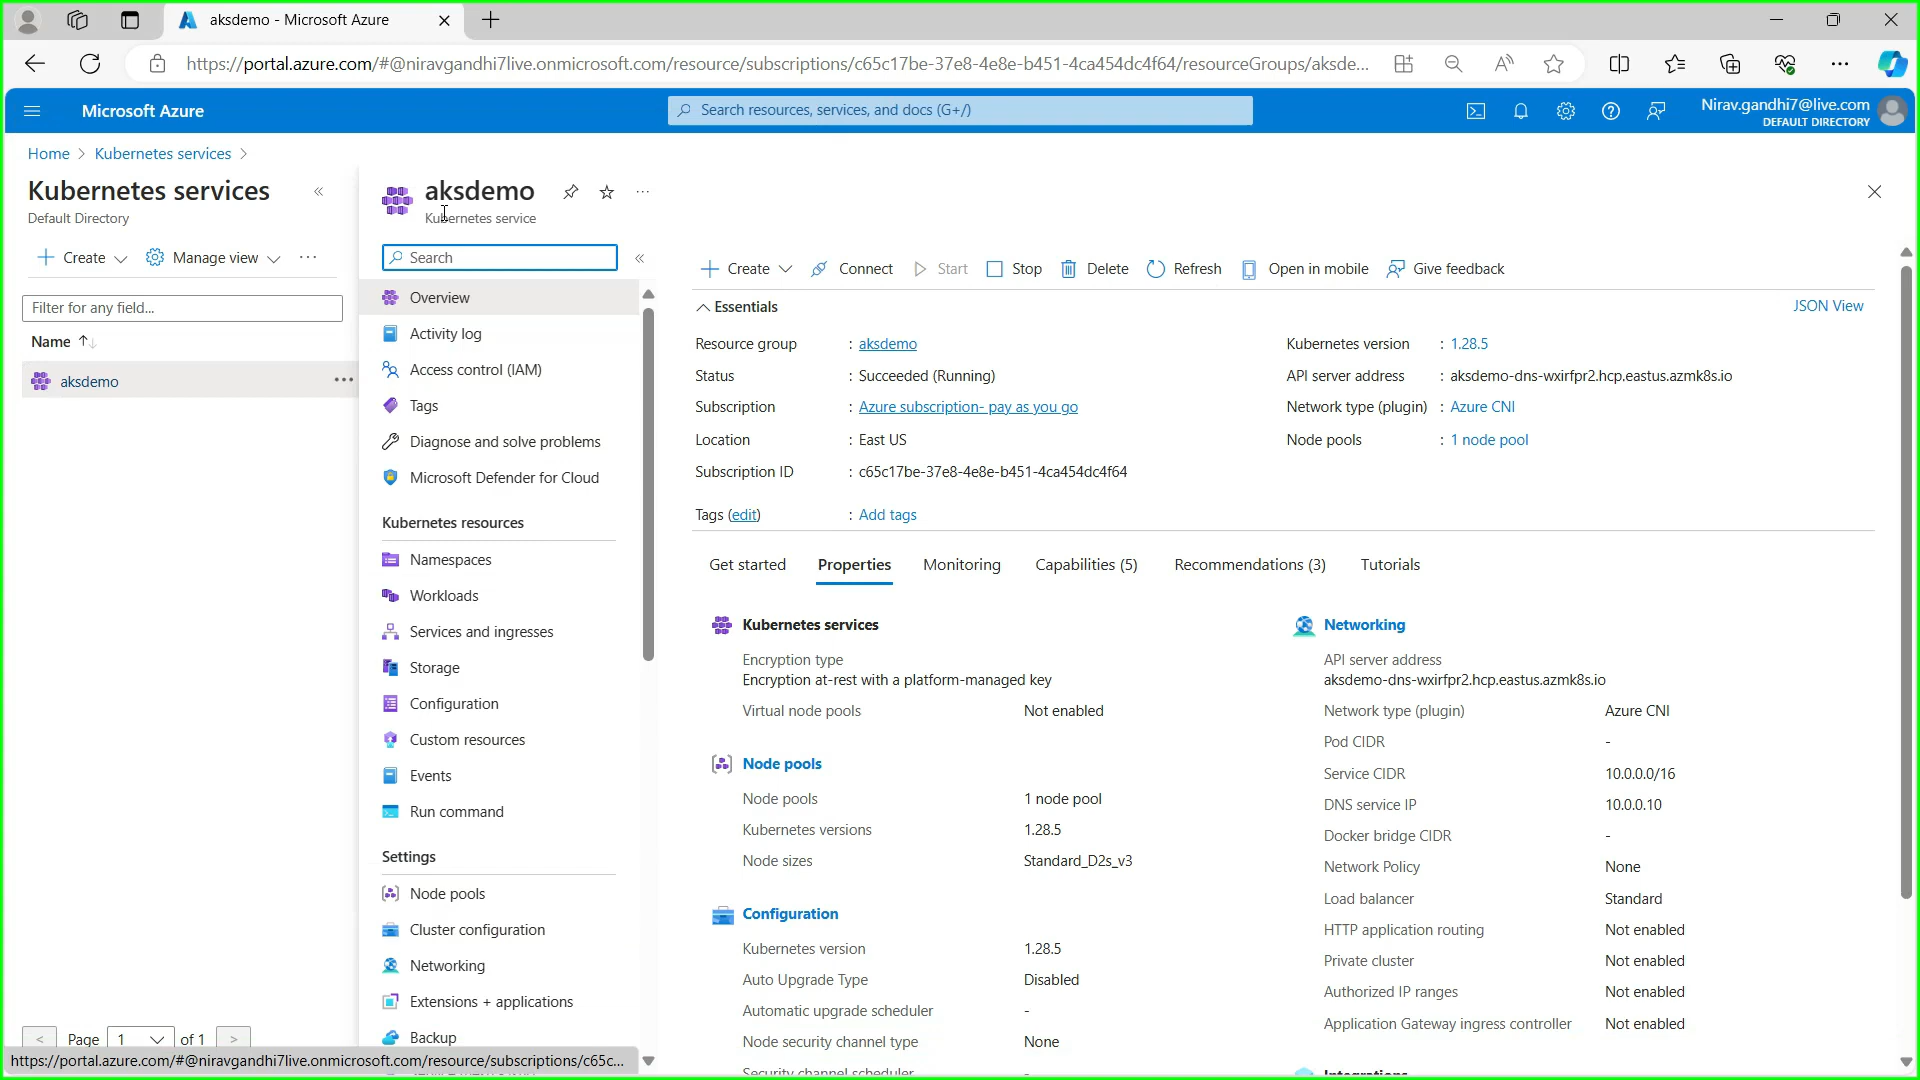 aksdemo - Microsoft Azure
https://portal.azure.com/#@niravgandhi7live.onmicrosoft.com/resource/subscriptions/c65c17be-37e8-4e8e-b451-4ca454dc4f64/resourceGroups/aksde...
Microsoft Azure
Search resources, services, and docs (G+/)
Nirav.gandhi7@live.com
DEFAULT DIRECTORY
Home > Kubernetes services >
Kubernetes services
Default Directory
Create
Manage view
Filter for any field...
Name
aksdemo
Page 1 of 1
https://portal.azure.com/#@niravgandhi7live.onmicrosoft.com/resource/subscriptions/c65c...
aksdemo
Kubernetes service
Search
Overview
Activity log
Access control (IAM)
Tags
Diagnose and solve problems
Microsoft Defender for Cloud
Kubernetes resources
Namespaces
Workloads
Services and ingresses
Storage
Configuration
Custom resources
Events
Run command
Settings
Node pools
Cluster configuration
Networking
Extensions + applications
Backup
Create Connect Start Stop Delete Refresh Open in mobile Give feedback
Essentials
JSON View
Resource group : aksdemo
Status : Succeeded (Running)
Subscription : Azure subscription- pay as you go
Location : East US
Subscription ID : c65c17be-37e8-4e8e-b451-4ca454dc4f64
Tags (edit) : Add tags
Kubernetes version : 1.28.5
API server address : aksdemo-dns-wxirfpr2.hcp.eastus.azmk8s.io
Network type (plugin) : Azure CNI
Node pools : 1 node pool
Get started Properties Monitoring Capabilities (5) Recommendations (3) Tutorials
Kubernetes services
Encryption type
Encryption at-rest with a platform-managed key
Virtual node pools Not enabled
Node pools
Node pools 1 node pool
Kubernetes versions 1.28.5
Node sizes Standard_D2s_v3
Configuration
Kubernetes version 1.28.5
Auto Upgrade Type Disabled
Automatic upgrade scheduler -
Node security channel type None
Security channel scheduler -
Networking
API server address
aksdemo-dns-wxirfpr2.hcp.eastus.azmk8s.io
Network type (plugin) Azure CNI
Pod CIDR -
Service CIDR 10.0.0.0/16
DNS service IP 10.0.0.10
Docker bridge CIDR -
Network Policy None
Load balancer Standard
HTTP application routing Not enabled
Private cluster Not enabled
Authorized IP ranges Not enabled
Application Gateway ingress controller Not enabled
Integrations